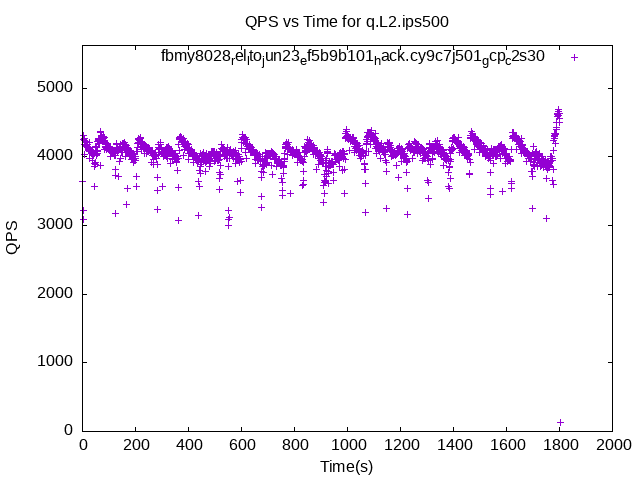 QPS vs Time for q.L2.ips500
fbmy8028relltojun23ef5b9b101hack.cy9c7j501gcpc2s30
5000
4000
3000
2000
1000
0
QPS
0 200 400 600 800 1000 1200 1400 1600 1800 2000
Time(s)